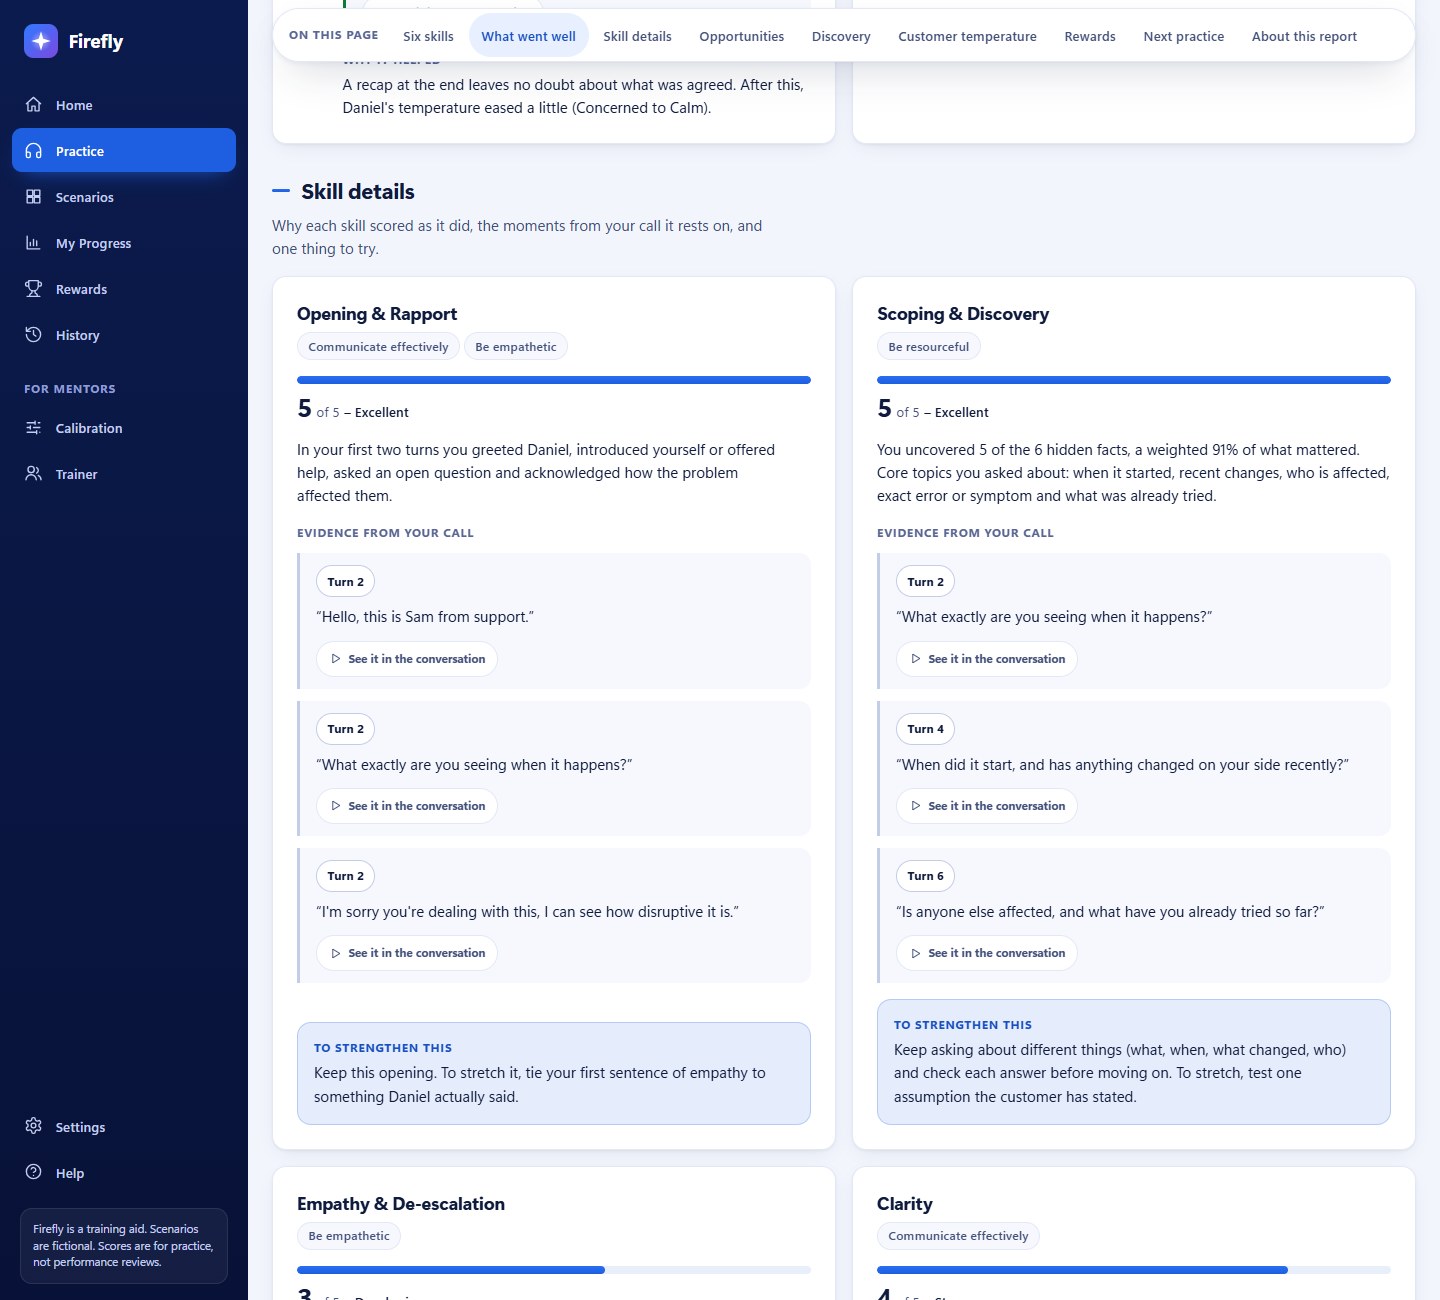 Firefly
Home
Practice
Scenarios
My Progress
Rewards
History
FOR MENTORS
Calibration
Trainer
Settings
Help
Firefly is a training aid. Scenarios
are fictional. Scores are for practice,
not performance reviews.
ON THIS PAGE
Six skills
What went well
Skill details
Opportunities
Discovery
Customer temperature
Rewards
Next practice
About this report
A recap at the end leaves no doubt about what was agreed. After this,
Daniel's temperature eased a little (Concerned to Calm).
Skill details
Why each skill scored as it did, the moments from your call it rests on, and
one thing to try.
Opening & Rapport
Communicate effectively
Be empathetic
5 of 5 – Excellent
In your first two turns you greeted Daniel, introduced yourself or offered
help, asked an open question and acknowledged how the problem
affected them.
EVIDENCE FROM YOUR CALL
Turn 2
“Hello, this is Sam from support.”
See it in the conversation
Turn 2
“What exactly are you seeing when it happens?”
See it in the conversation
Turn 2
“I'm sorry you're dealing with this, I can see how disruptive it is.”
See it in the conversation
TO STRENGTHEN THIS
Keep this opening. To stretch it, tie your first sentence of empathy to
something Daniel actually said.
Scoping & Discovery
Be resourceful
5 of 5 – Excellent
You uncovered 5 of the 6 hidden facts, a weighted 91% of what mattered.
Core topics you asked about: when it started, recent changes, who is affected,
exact error or symptom and what was already tried.
EVIDENCE FROM YOUR CALL
Turn 2
“What exactly are you seeing when it happens?”
See it in the conversation
Turn 4
“When did it start, and has anything changed on your side recently?”
See it in the conversation
Turn 6
“Is anyone else affected, and what have you already tried so far?”
See it in the conversation
TO STRENGTHEN THIS
Keep asking about different things (what, when, what changed, who)
and check each answer before moving on. To stretch, test one
assumption the customer has stated.
Empathy & De-escalation
Be empathetic
3
Clarity
Communicate effectively
4